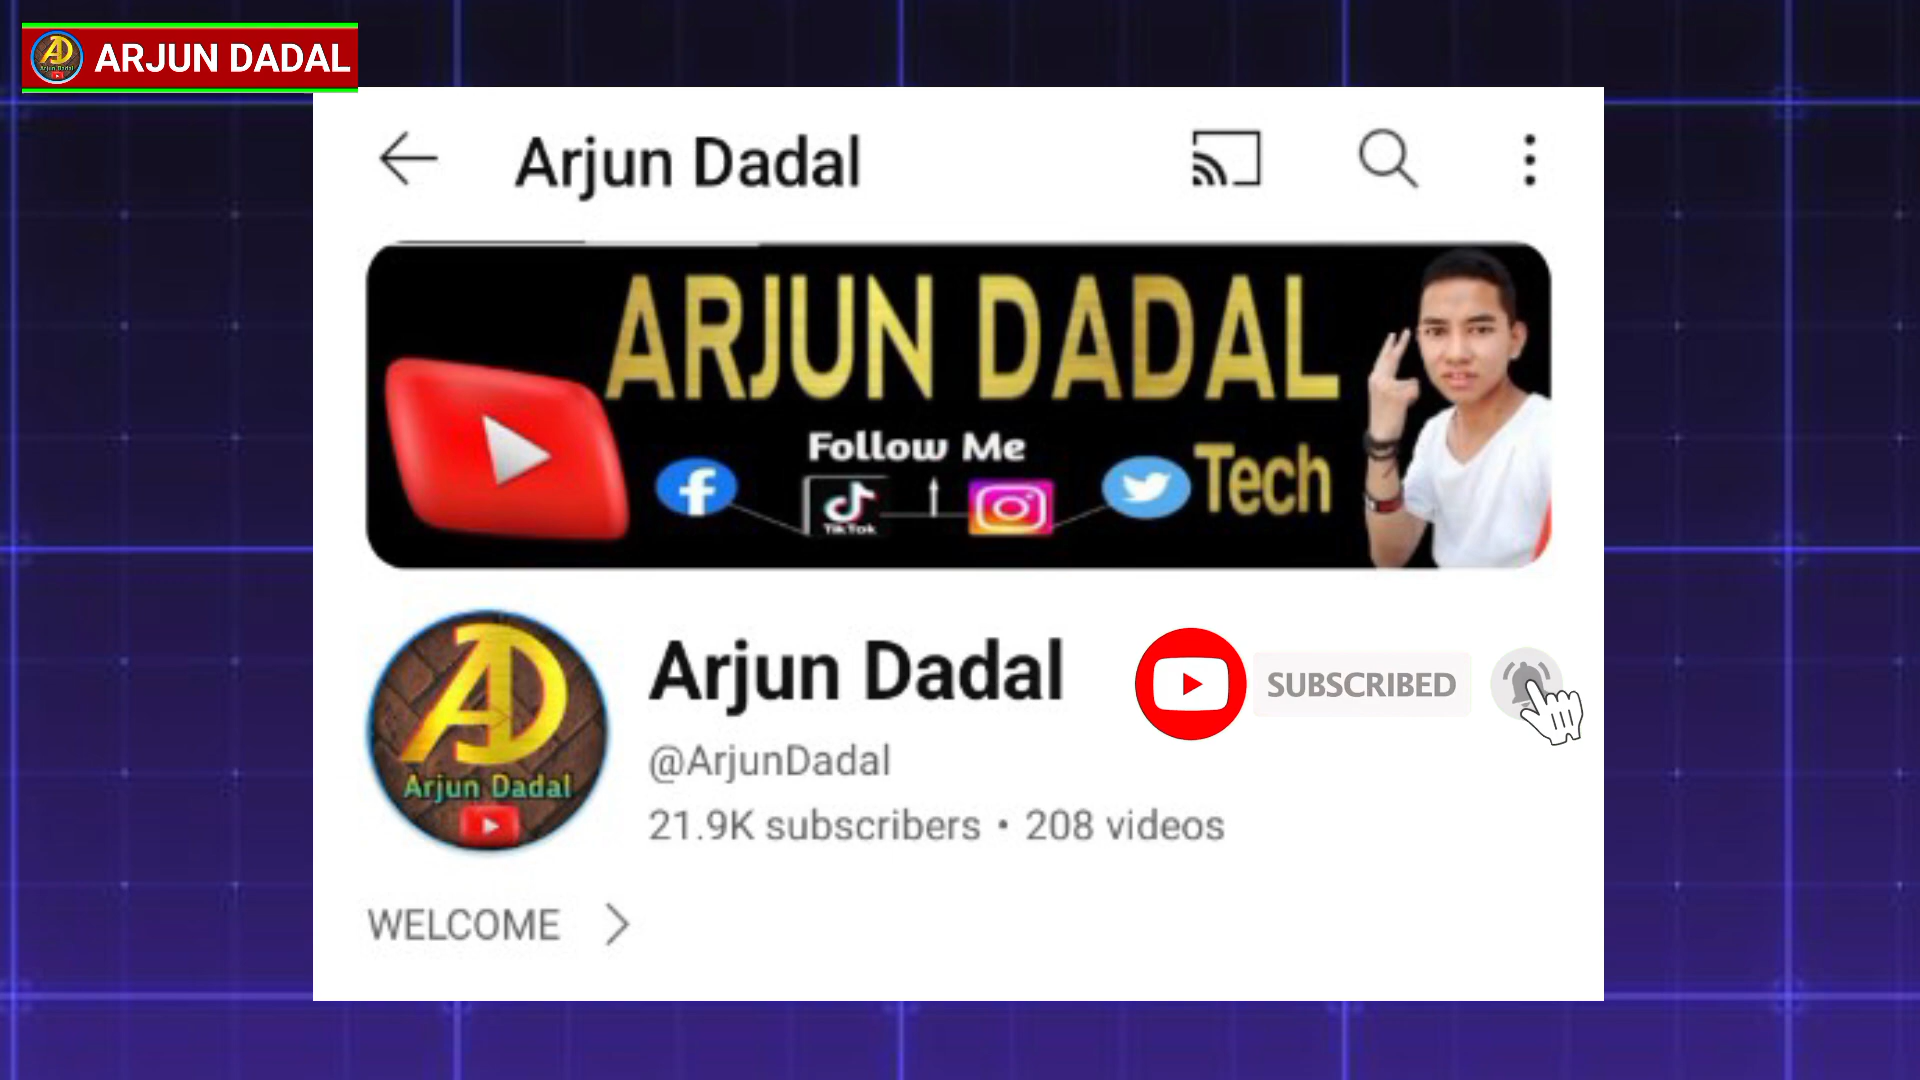 ARJUN DADAL
Arjun Dadal
ARJUN DADAL
Follow Me
Tech
TikTok
Arjun Dadal
SUBSCRIBED
@ArjunDadal
Arjun Dadal
21.9K subscribers • 208 videos
WELCOME